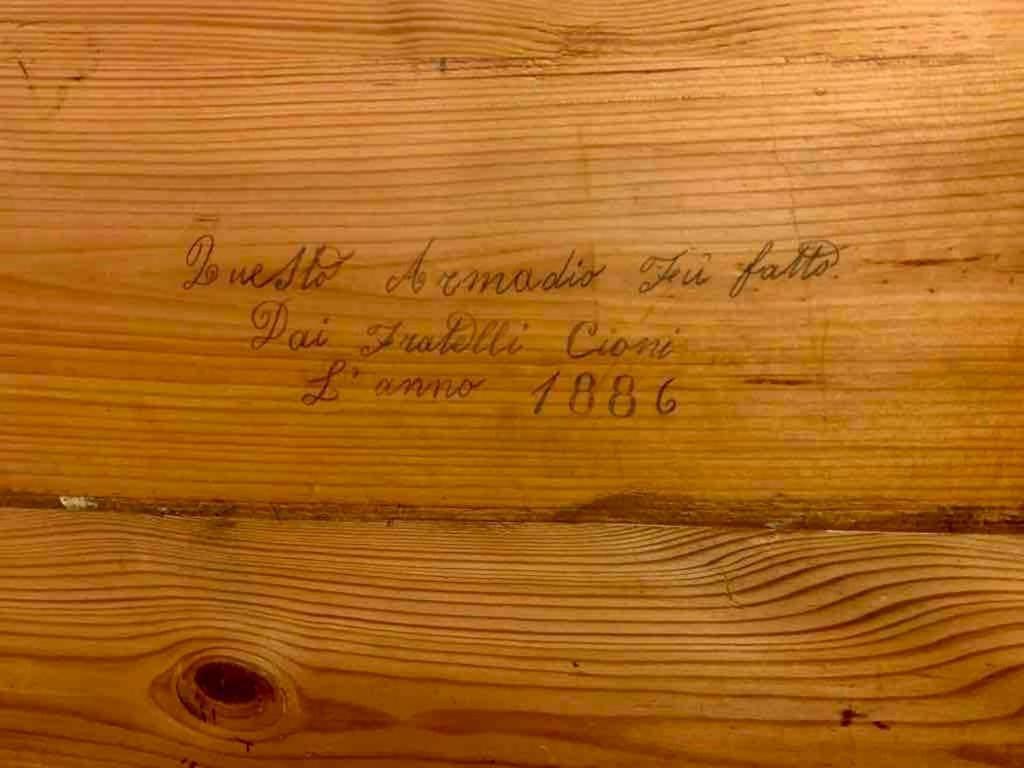 Questo Armadio Fù fatto.
Dai Fratelli Cioni
L'anno 1886